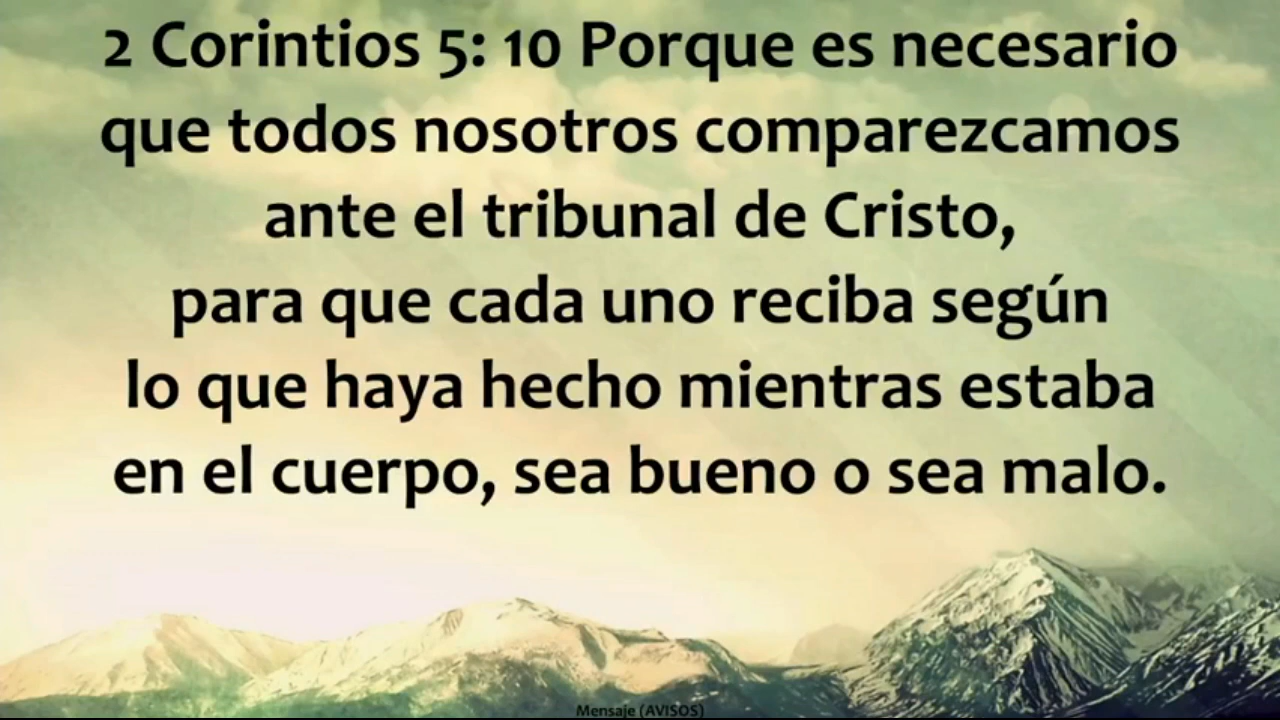 2 Corintios 5: 10 Porque es necesario
que todos nosotros comparezcamos
ante el tribunal de Cristo,
para que cada uno reciba según
lo que haya hecho mientras estaba
en el cuerpo, sea bueno o sea malo.
Mensaje (AVISOS)